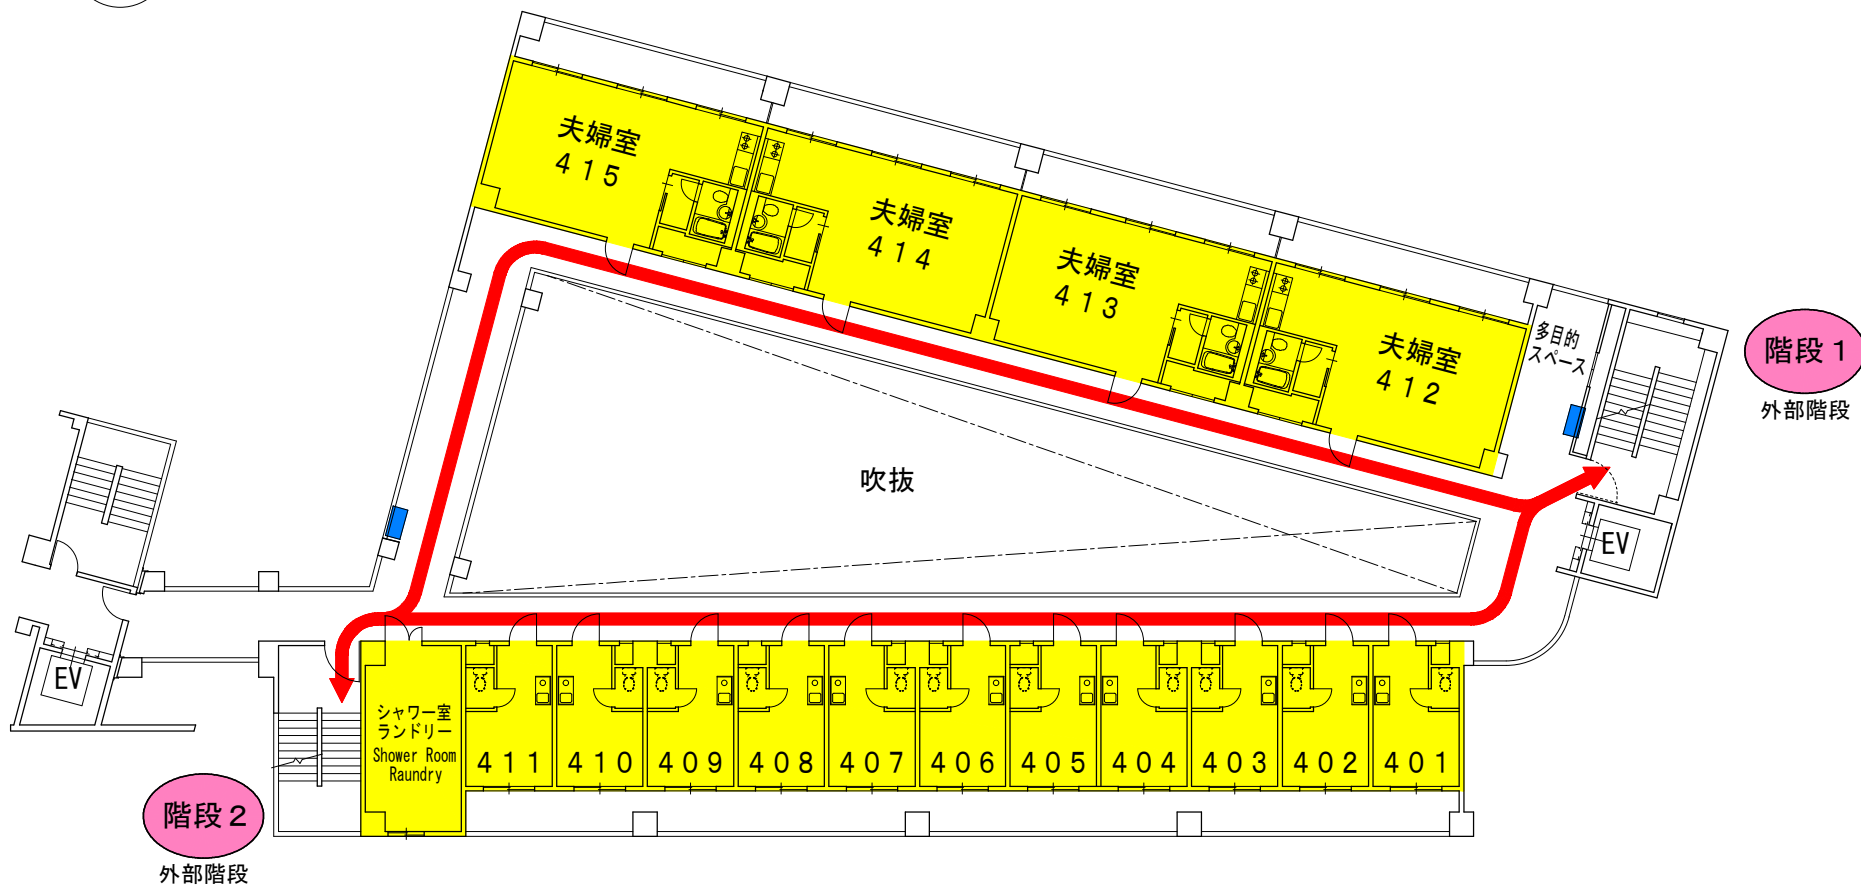 夫婦室
４１５
夫婦室
４１４
夫婦室
４１３
夫婦室
４１２
多目的
スペース
階段１
外部階段
吹抜
EV
EV
シャワー室
ランドリー
Shower Room
Raundry
４１１
４１０
４０９
４０８
４０７
４０６
４０５
４０４
４０３
４０２
４０１
階段２
外部階段